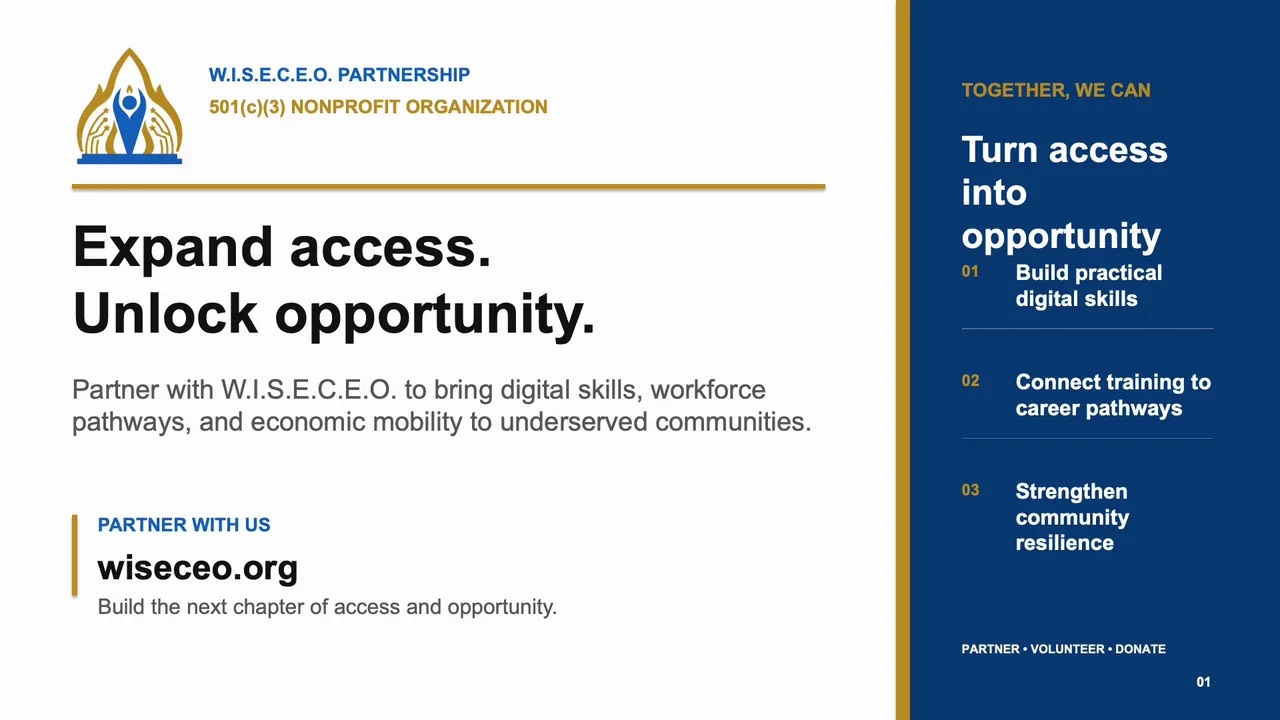 W.I.S.E.C.E.O. PARTNERSHIP
501(c)(3) NONPROFIT ORGANIZATION
Expand access.
Unlock opportunity.
Partner with W.I.S.E.C.E.O. to bring digital skills, workforce
pathways, and economic mobility to underserved communities.
PARTNER WITH US
wiseceo.org
Build the next chapter of access and opportunity.
TOGETHER, WE CAN
Turn access
into
opportunity
01 Build practical
digital skills
02 Connect training to
career pathways
03 Strengthen
community
resilience
PARTNER • VOLUNTEER • DONATE
01